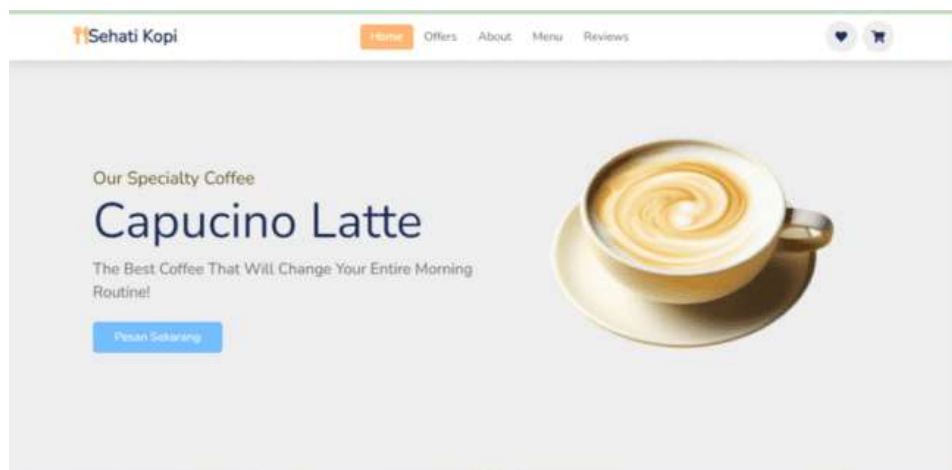 Sehati Kopi
Home Offers About Menu Reviews
Our Specialty Coffee
Capucino Latte
The Best Coffee That Will Change Your Entire Morning
Routine!
Pesan Sekarang